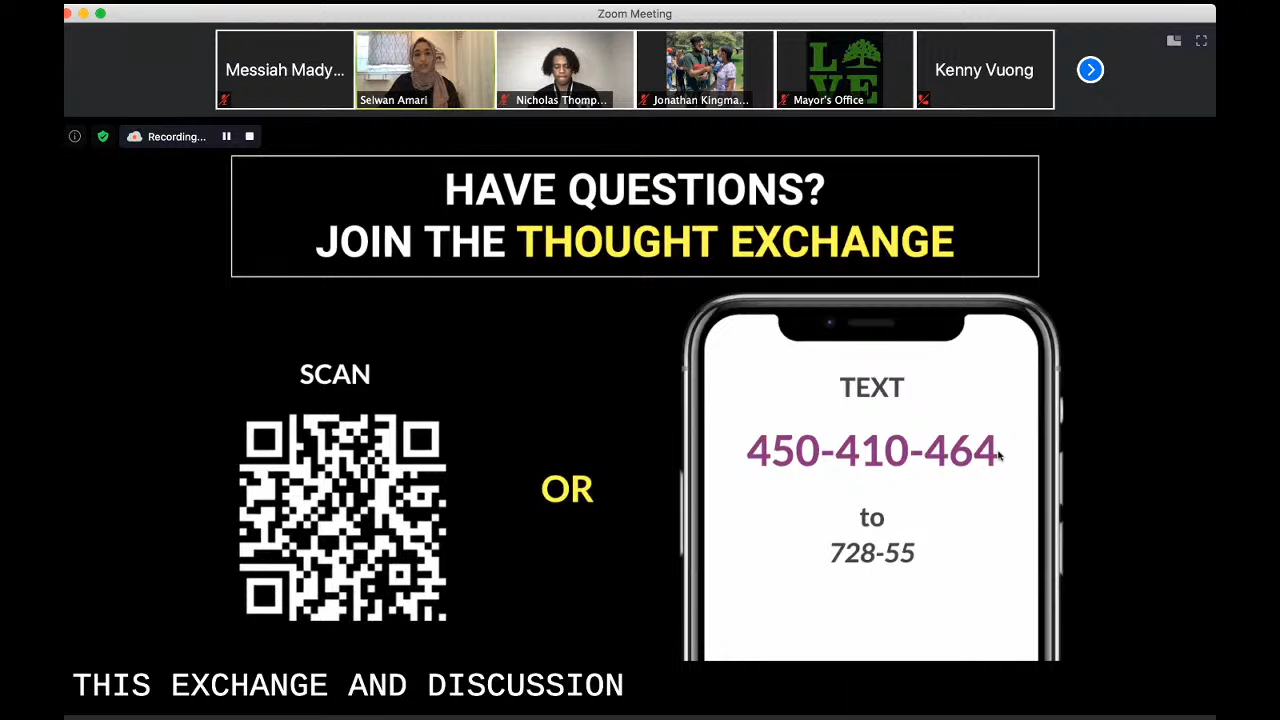 Zoom Meeting
Messiah Mady...
Selwan Amari
Nicholas Thomp...
Jonathan Kingma...
LOVE
Mayor's Office
Kenny Vuong
Recording...
HAVE QUESTIONS?
JOIN THE THOUGHT EXCHANGE
SCAN
OR
TEXT
450-410-464
to
728-55
THIS EXCHANGE AND DISCUSSION